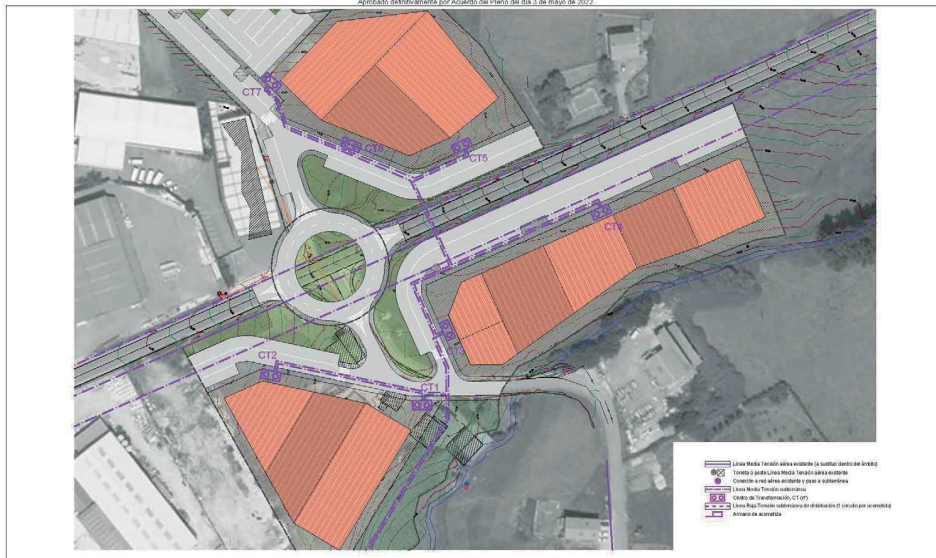 Aprobado definitivamente por Acuerdo del Pleno del día 3 de mayo de 2022.
CT7
CT6
CT5
CT4
CT3
CT2
CT1
Línea Media Tensión aérea existente (a sustituir dentro del ámbito)
Torreta o poste Línea Media Tensión aérea existente
Conexión a red aérea existente y paso a subterránea
Línea Media Tensión subterránea
Centro de Transformación, CT (nº)
Línea Baja Tensión subterránea de distribución (1 circuito por acometida)
Armario de acometida